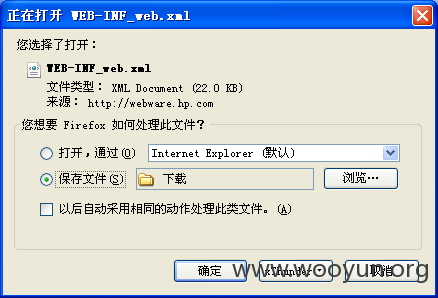 正在打开 WEB-INF_web.xml
您选择了打开：
WEB-INF_web.xml
文件类型： XML Document (22.0 KB)
来源： http://webware.hp.com
您想要 Firefox 如何处理此文件？
打开，通过(O) Internet Explorer (默认)
保存文件(S) 下载 浏览…
以后自动采用相同的动作处理此类文件。(A)
确定 xThunder 取消
www.wooyun.org